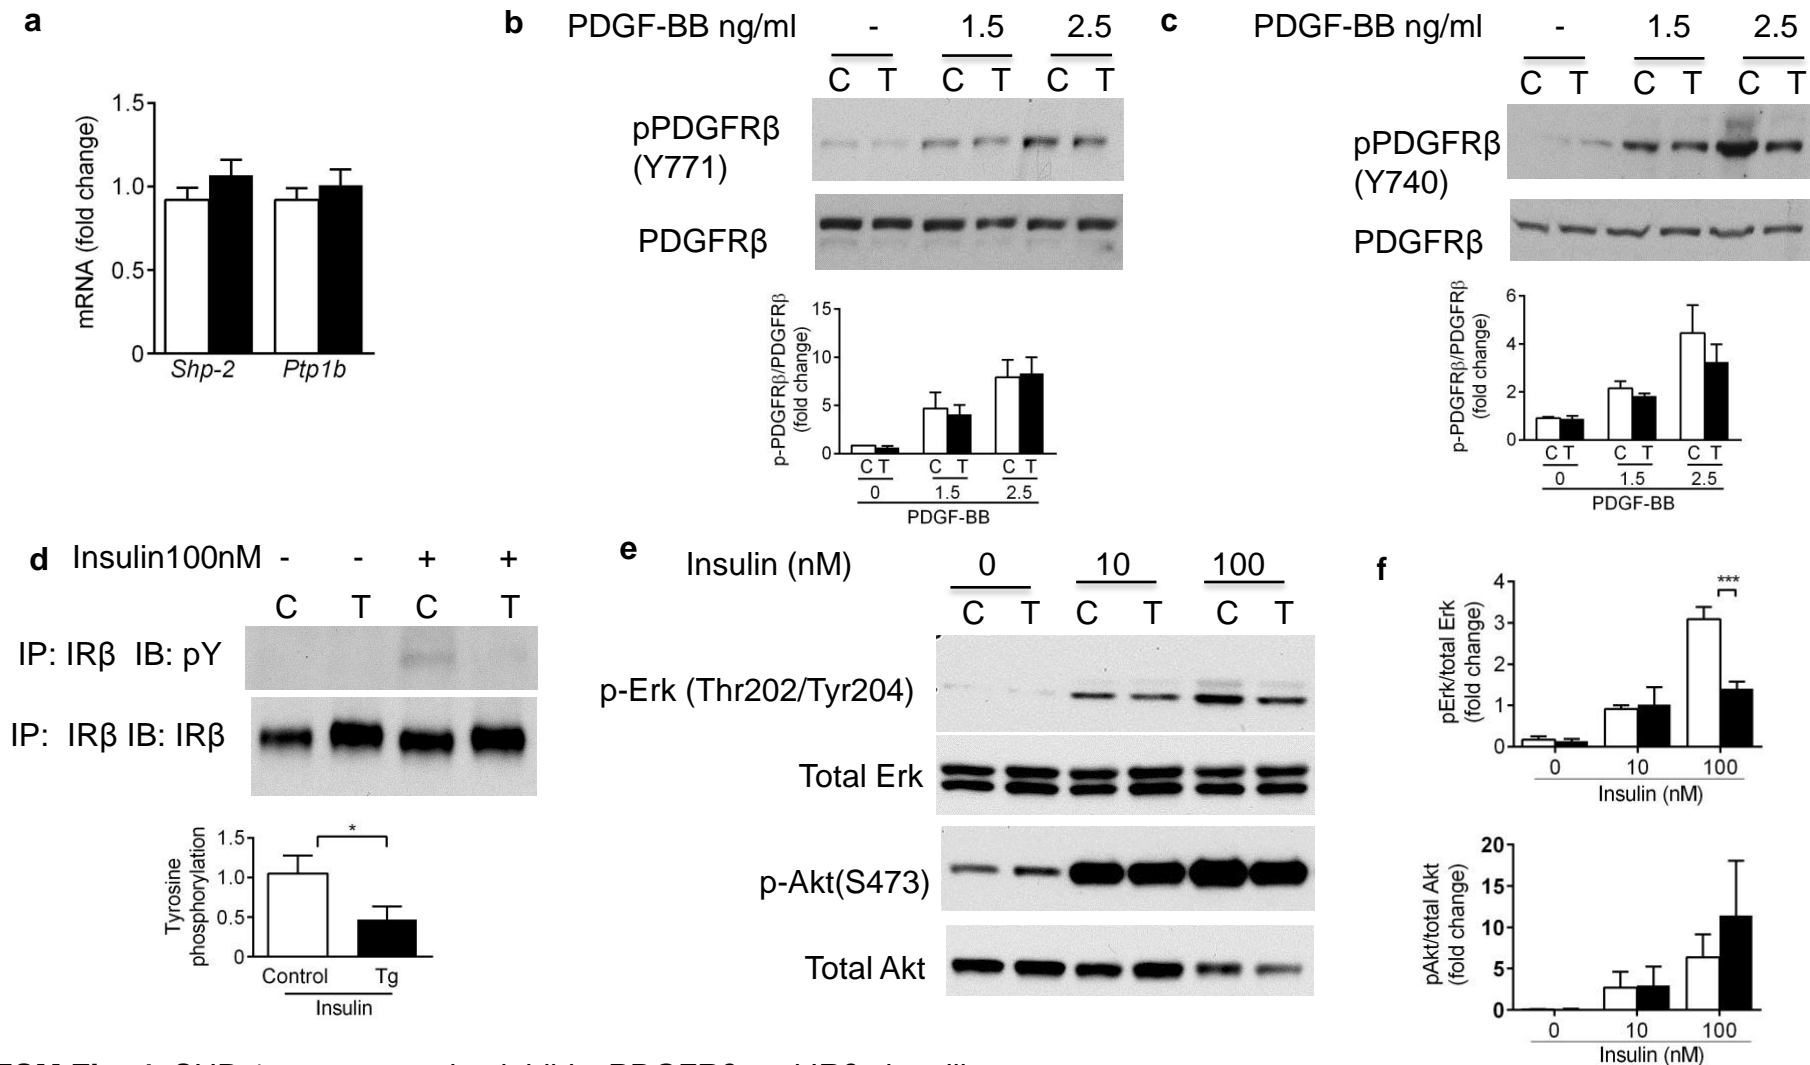 a
1.5
1.0
0.5
0
mRNA (fold change)
Shp-2 Ptp1b
b PDGF-BB ng/ml - 1.5 2.5
C T C T C T
pPDGFRβ
(Y771)
PDGFRβ
p-PDGFRβ/PDGFRβ
(fold change)
15
10
5
0
C T C T C T
0 1.5 2.5
PDGF-BB
c PDGF-BB ng/ml - 1.5 2.5
C T C T C T
pPDGFRβ
(Y740)
PDGFRβ
p-PDGFRβ/PDGFRβ
(fold change)
6
4
2
0
C T C T C T
0 1.5 2.5
PDGF-BB
d Insulin100nM - - + +
C T C T
IP: IRβ IB: pY
IP: IRβ IB: IRβ
Tyrosine
phosphorylation
1.5
1.0
0.5
0
*
Control Tg
Insulin
e Insulin (nM) 0 10 100
C T C T C T
p-Erk (Thr202/Tyr204)
Total Erk
p-Akt(S473)
Total Akt
f
pErk/total Erk
(fold change)
4
3
2
1
0
***
0 10 100
Insulin (nM)
pAkt/total Akt
(fold change)
20
15
10
5
0
0 10 100
Insulin (nM)